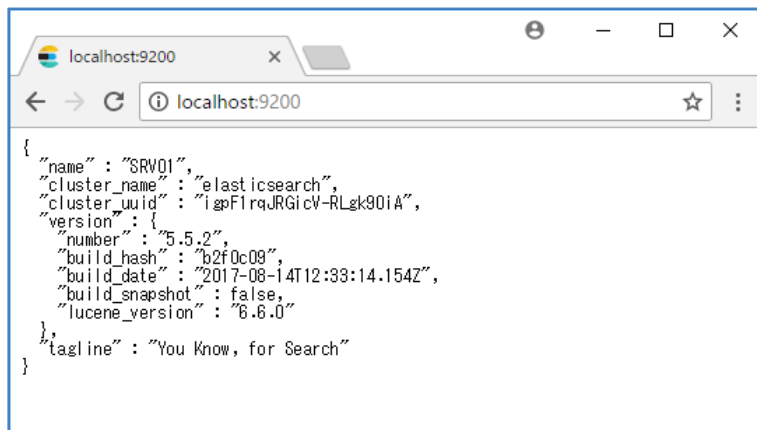 localhost:9200
localhost:9200
{
  "name" : "SRV01",
  "cluster_name" : "elasticsearch",
  "cluster_uuid" : "igpF1rqJRGicV-RLgk90iA",
  "version" : {
    "number" : "5.5.2",
    "build_hash" : "b2f0c09",
    "build_date" : "2017-08-14T12:33:14.154Z",
    "build_snapshot" : false,
    "lucene_version" : "6.6.0"
  },
  "tagline" : "You Know, for Search"
}